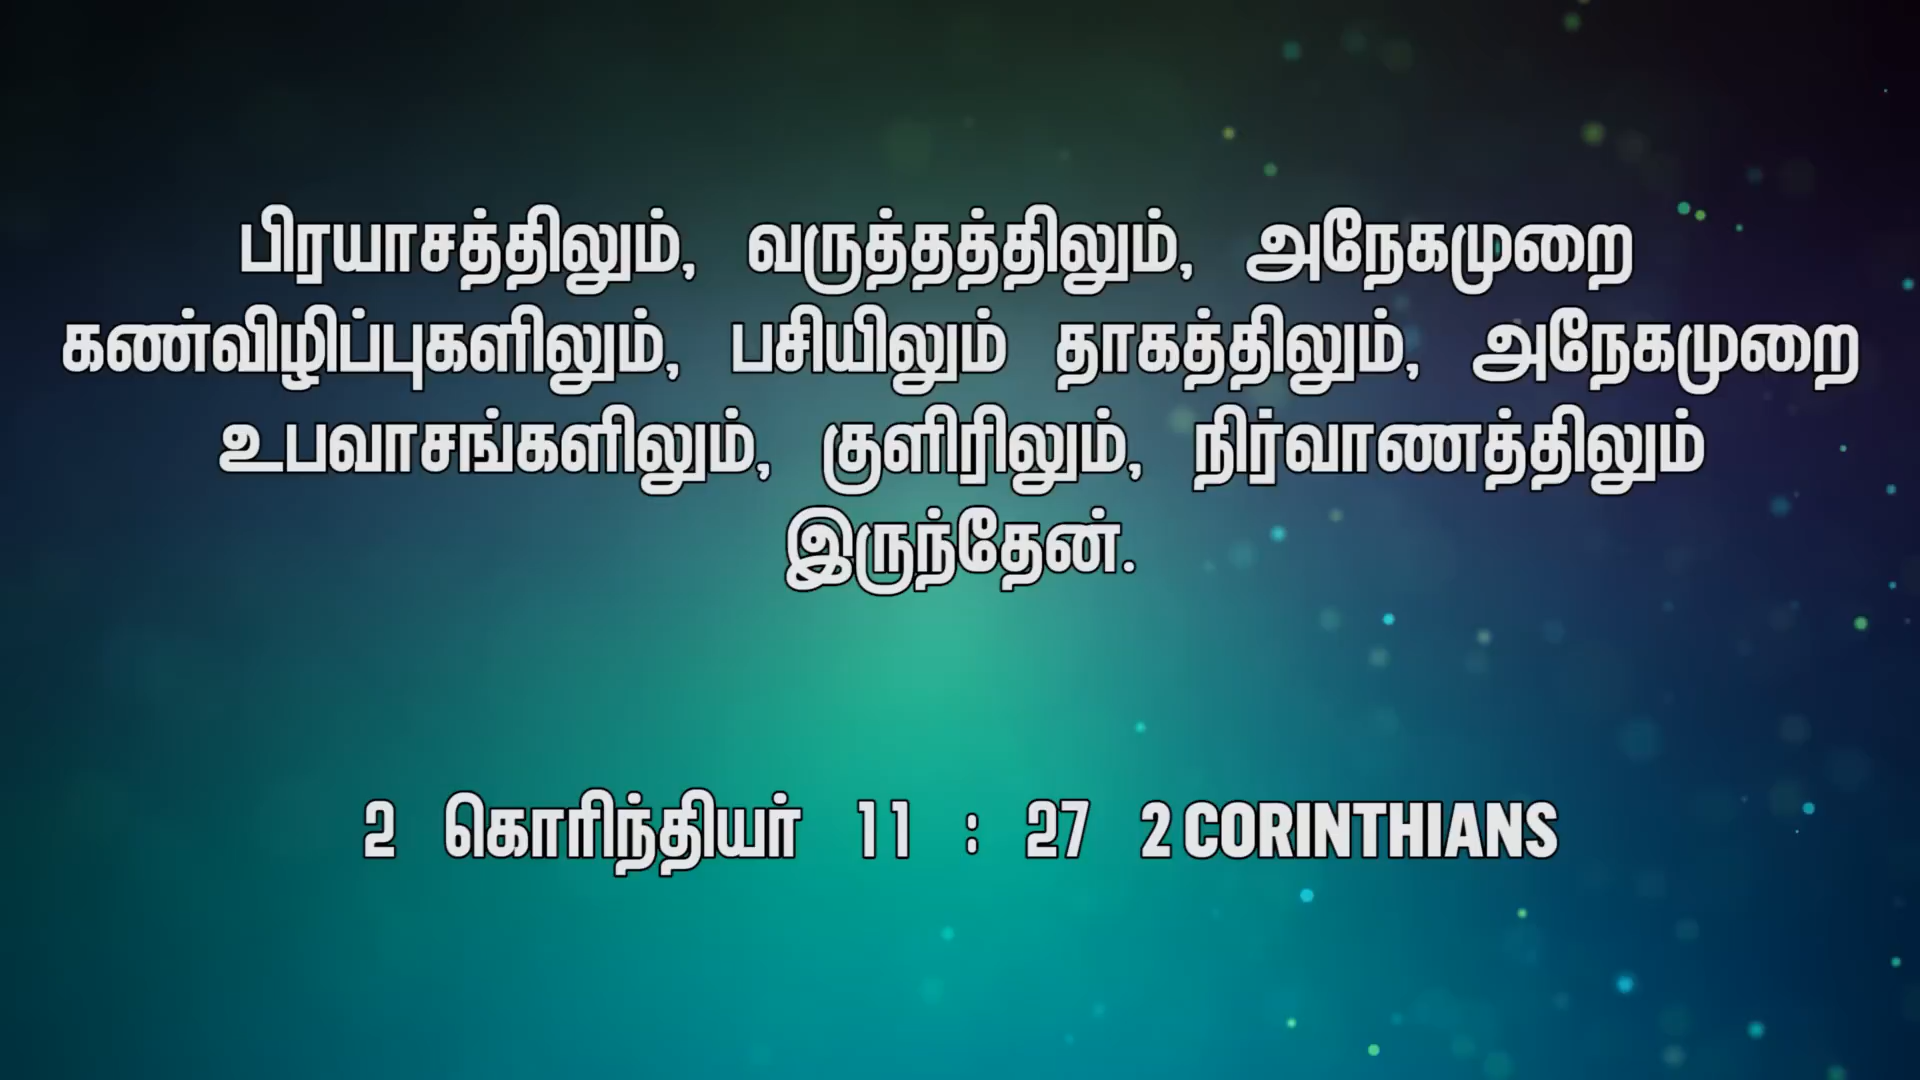 பிரயாசத்திலும், வருத்தத்திலும், அநேகமுறை
கண்விழிப்புகளிலும், பசியிலும் தாகத்திலும், அநேகமுறை
உபவாசங்களிலும், குளிரிலும், நிர்வாணத்திலும்
இருந்தேன்.
2 கொரிந்தியர் 11 : 27 2 CORINTHIANS